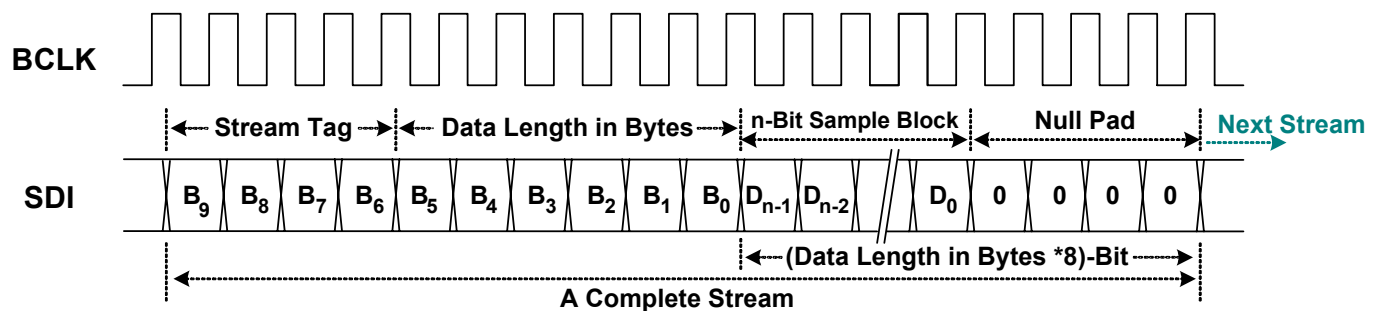 BCLK
Stream Tag Data Length in Bytes n-Bit Sample Block Null Pad Next Stream
SDI B9 B8 B7 B6 B5 B4 B3 B2 B1 B0 Dn-1 Dn-2 D0 0 0 0 0
(Data Length in Bytes *8)-Bit
A Complete Stream